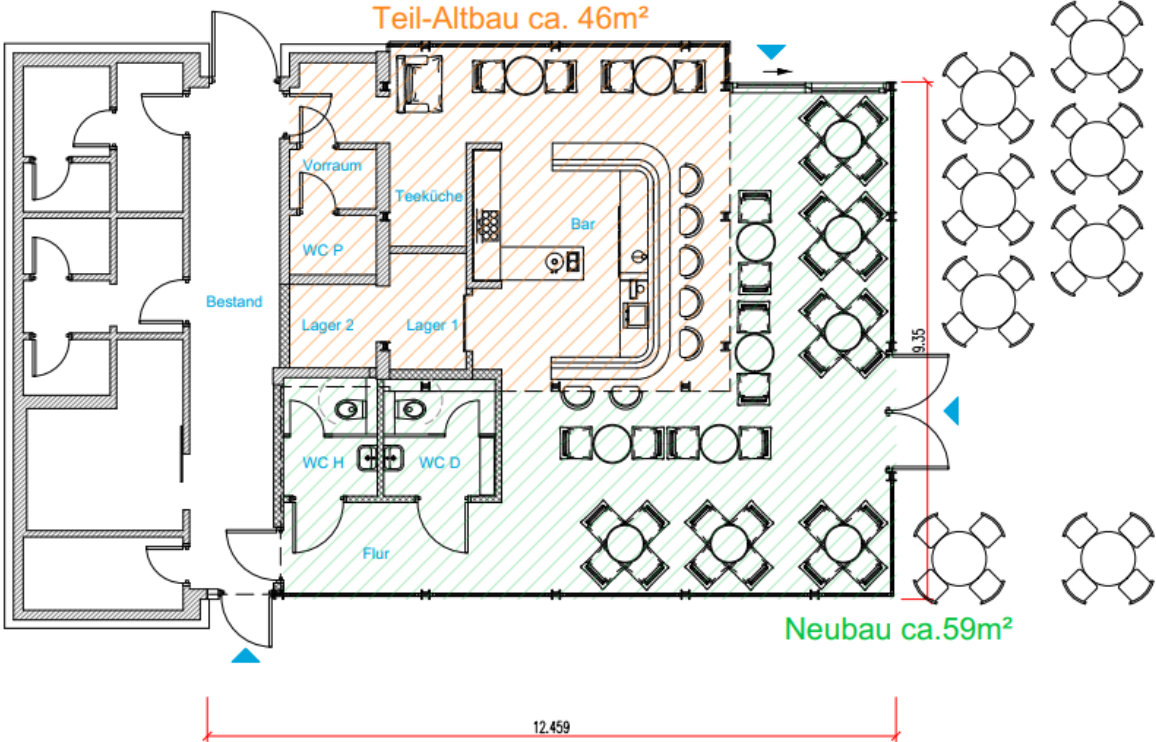 Teil-Altbau ca. 46m²
Vorraum
Teeküche
Bar
WC P
Bestand
Lager 2
Lager 1
9.35
WC H
WC D
Flur
Neubau ca.59m²
12.459